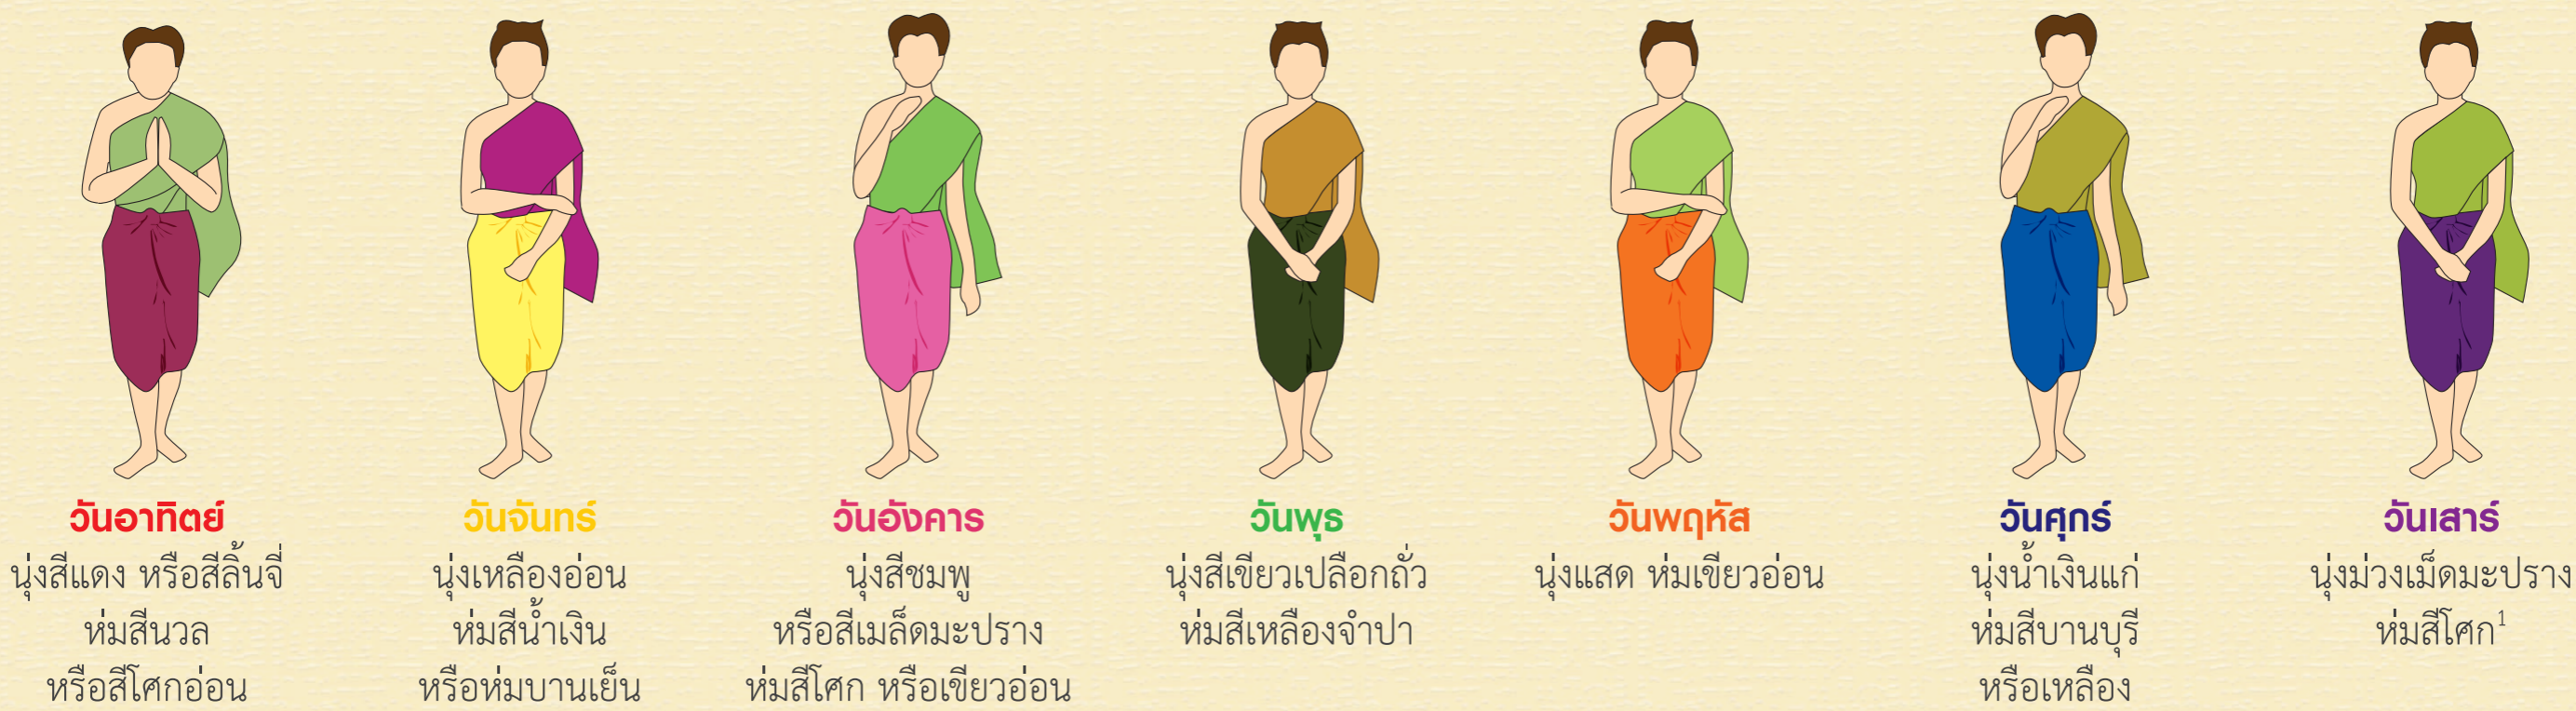 วันอาทิตย์
นุ่งสีแดง หรือสีลิ้นจี่
ห่มสีนวล
หรือสีโศกอ่อน
วันจันทร์
นุ่งเหลืองอ่อน
ห่มสีน้ำเงิน
หรือห่มบานเย็น
วันอังคาร
นุ่งสีชมพู
หรือสีเมล็ดมะปราง
ห่มสีโศก หรือเขียวอ่อน
วันพุธ
นุ่งสีเขียวเปลือกถั่ว
ห่มสีเหลืองจำปา
วันพฤหัส
นุ่งแสด ห่มเขียวอ่อน
วันศุกร์
นุ่งน้ำเงินแก่
ห่มสีบานบุรี
หรือเหลือง
วันเสาร์
นุ่งม่วงเม็ดมะปราง
ห่มสีโศก¹